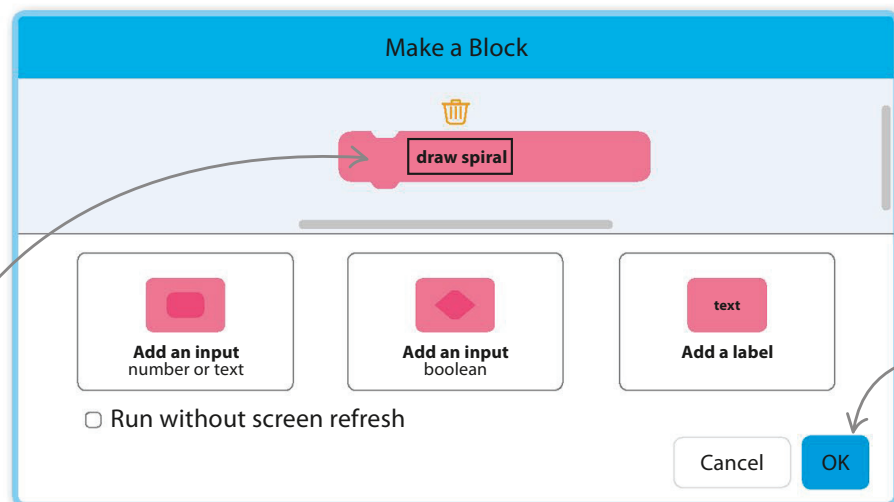 Make a Block
draw spiral
Add an input
number or text
Add an input
boolean
text
Add a label
Run without screen refresh
Cancel
OK